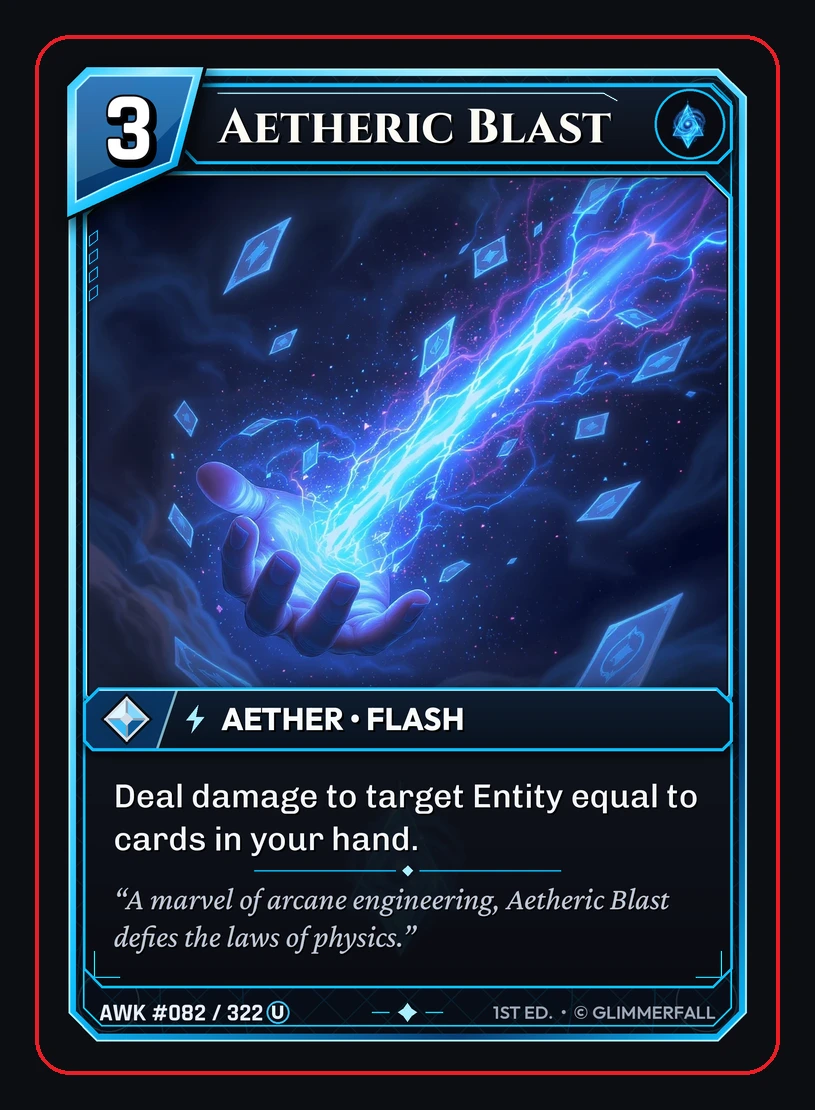 3
AETHERIC BLAST
AETHER • FLASH
Deal damage to target Entity equal to
cards in your hand.
“A marvel of arcane engineering, Aetheric Blast
defies the laws of physics.”
AWK #082 / 322 U
1ST ED. • © GLIMMERFALL